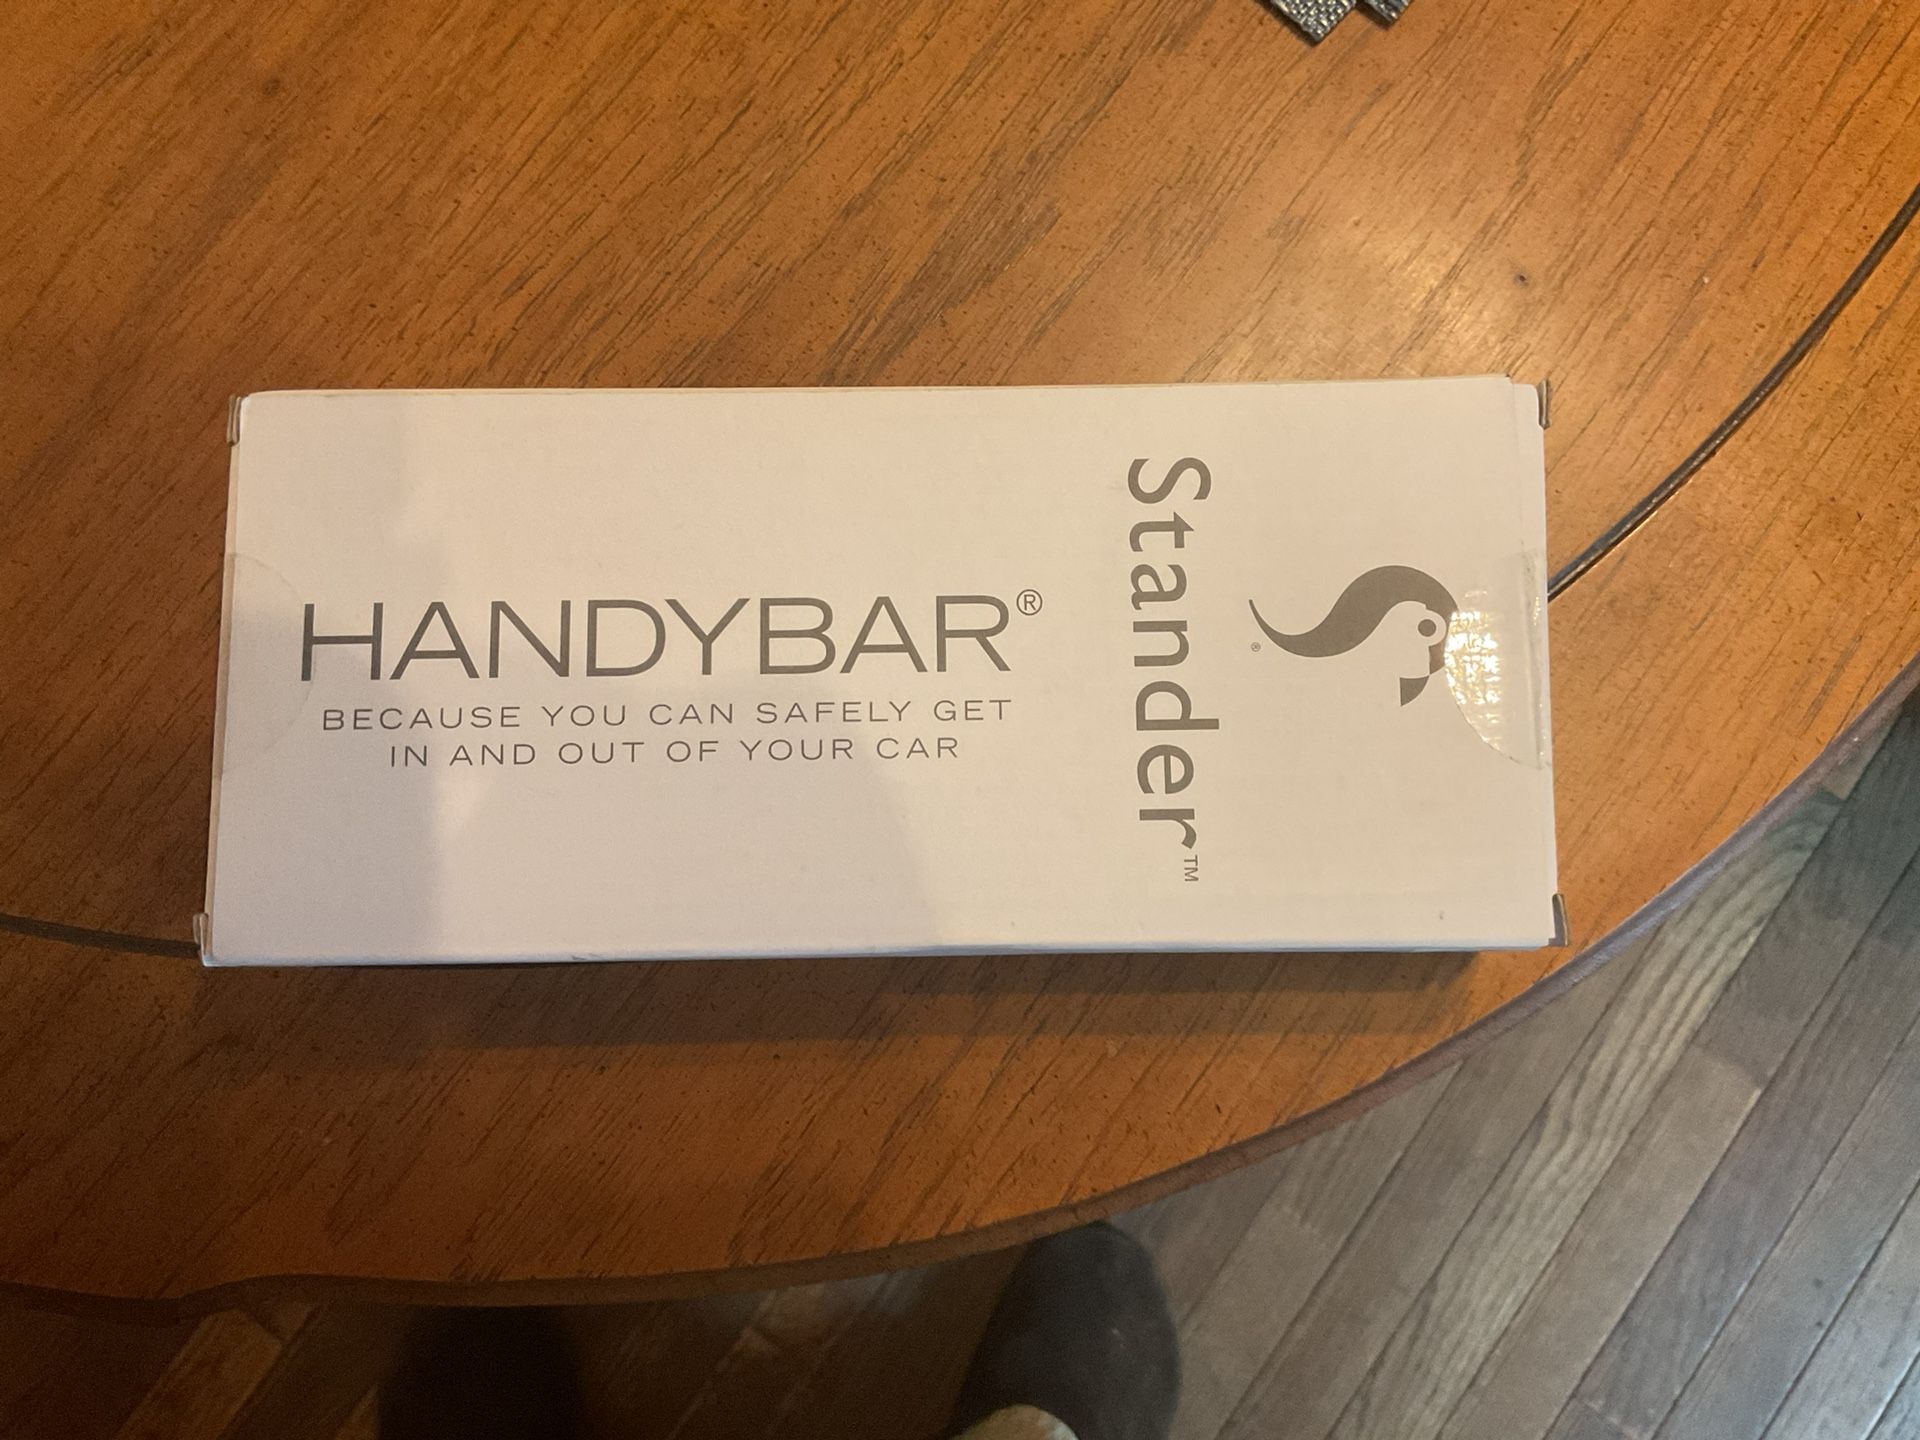 HANDYBAR®
BECAUSE YOU CAN SAFELY GET
IN AND OUT OF YOUR CAR
Stander™
®